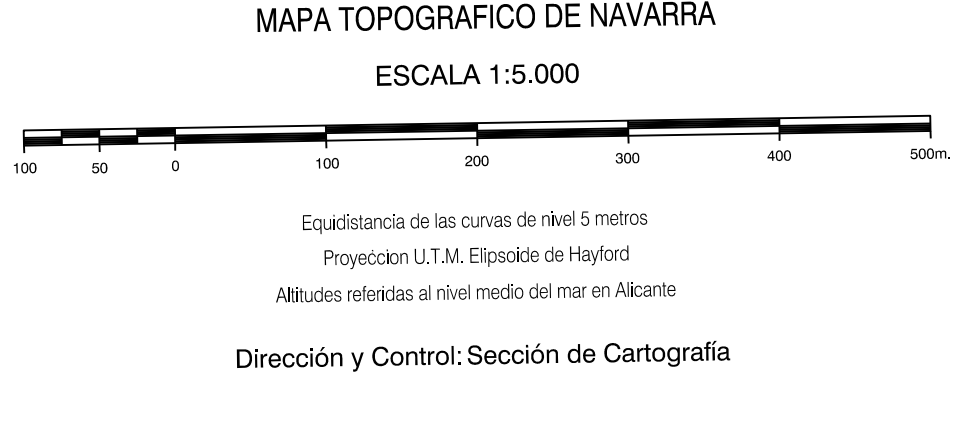 MAPA TOPOGRAFICO DE NAVARRA
ESCALA 1:5.000
100 50 0 100 200 300 400 500m.
Equidistancia de las curvas de nivel 5 metros
Proyeccion U.T.M. Elipsoide de Hayford
Altitudes referidas al nivel medio del mar en Alicante
Dirección y Control: Sección de Cartografía